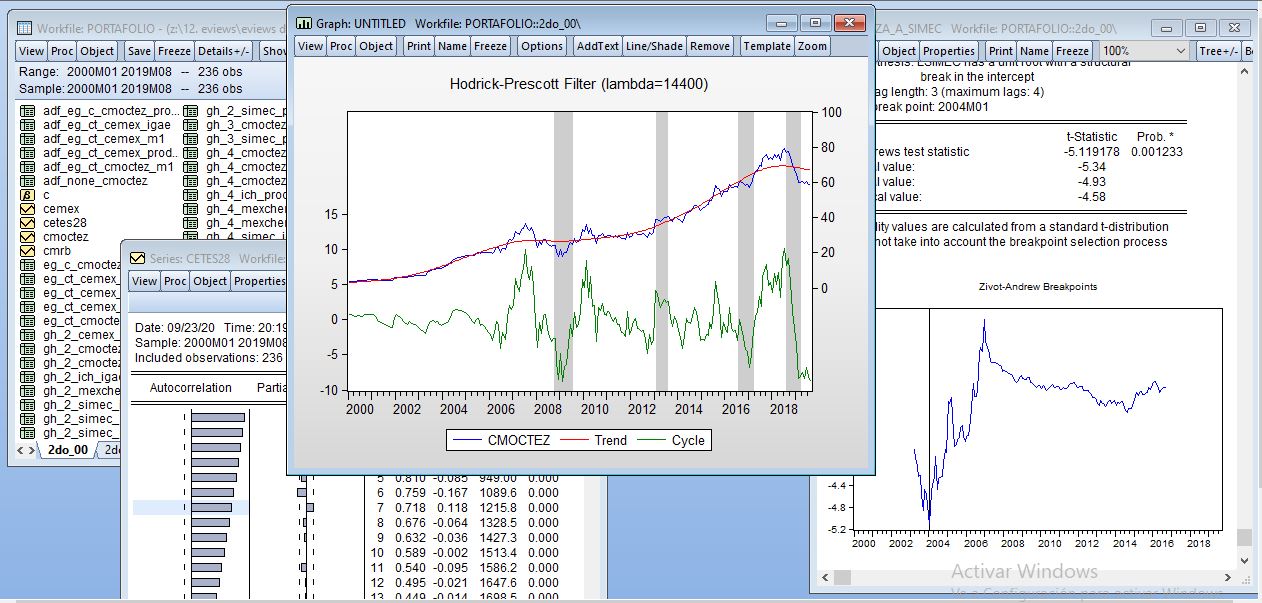 Workfile: PORTAFOLIO - (z:\12. eviews\eviews d
View Proc Object Save Freeze Details+/- Show
Range: 2000M01 2019M08 -- 236 obs
Sample: 2000M01 2019M08 -- 236 obs
adf_eg_c_cmoctez_pro...
adf_eg_ct_cemex_igae
adf_eg_ct_cemex_m1
adf_eg_ct_cemex_prod..
adf_eg_ct_cmoctez_m1
adf_none_cmoctez
c
cemex
cetes28
cmoctez
cmrb
eg_c_cmoctez
eg_ct_cemex
eg_ct_cemex
eg_ct_cemex
eg_ct_cmocte
gh_2_cemex_
gh_2_cmoctez
gh_2_cmoctez
gh_2_ich_igae
gh_2_mexche
gh_2_simec_
gh_2_simec_
gh_2_simec_
gh_2_simec_p
gh_3_cmoctez
gh_3_simec_p
gh_4_cmoctez
gh_4_cmoctez
gh_4_cmoctez
gh_4_ich_prod
gh_4_mexcher
gh_4_mexcher
gh_4_simec_i
2do_00 2do
Series: CETES28 Workfile:
View Proc Object Properties
Date: 09/23/20 Time: 20:19
Sample: 2000M01 2019M08
Included observations: 236
Autocorrelation Partia
5 0.810 -0.085 949.00 0.000
6 0.759 -0.167 1089.6 0.000
7 0.718 0.118 1215.8 0.000
8 0.676 -0.064 1328.5 0.000
9 0.632 -0.036 1427.3 0.000
10 0.589 -0.002 1513.4 0.000
11 0.540 -0.095 1586.2 0.000
12 0.495 -0.021 1647.6 0.000
13 0.449 -0.014 1698.5 0.000
Graph: UNTITLED Workfile: PORTAFOLIO::2do_00\
View Proc Object Print Name Freeze Options AddText Line/Shade Remove Template Zoom
Hodrick-Prescott Filter (lambda=14400)
100
80
60
40
20
0
15
10
5
0
-5
-10
2000 2002 2004 2006 2008 2010 2012 2014 2016 2018
CMOCTEZ Trend Cycle
ZA_A_SIMEC Workfile: PORTAFOLIO::2do_00\
Object Properties Print Name Freeze 100% Tree+/-
hesis: LSIMEC has a unit root with a structural
break in the intercept
ag length: 3 (maximum lags: 4)
reak point: 2004M01
t-Statistic Prob. *
rews test statistic -5.119178 0.001233
l value: -5.34
l value: -4.93
cal value: -4.58
lity values are calculated from a standard t-distribution
not take into account the breakpoint selection process
Zivot-Andrew Breakpoints
-4.4
-4.8
-5.2
2000 2002 2004 2006 2008 2010 2012 2014 2016 2018
Activar Windows
Ve a Configuración para activar Windows.